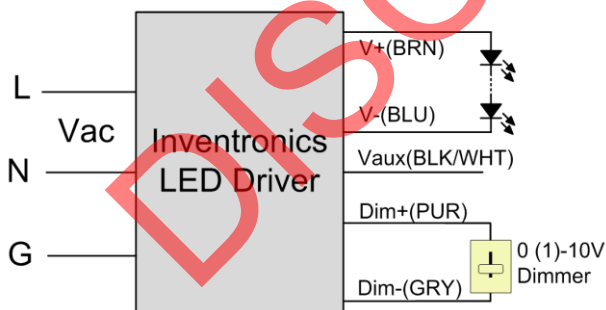 L
Vac
N
G
Inventronics
LED Driver
V+(BRN)
V-(BLU)
Vaux(BLK/WHT)
Dim+(PUR)
Dim-(GRY)
0 (1)-10V
Dimmer
DISC